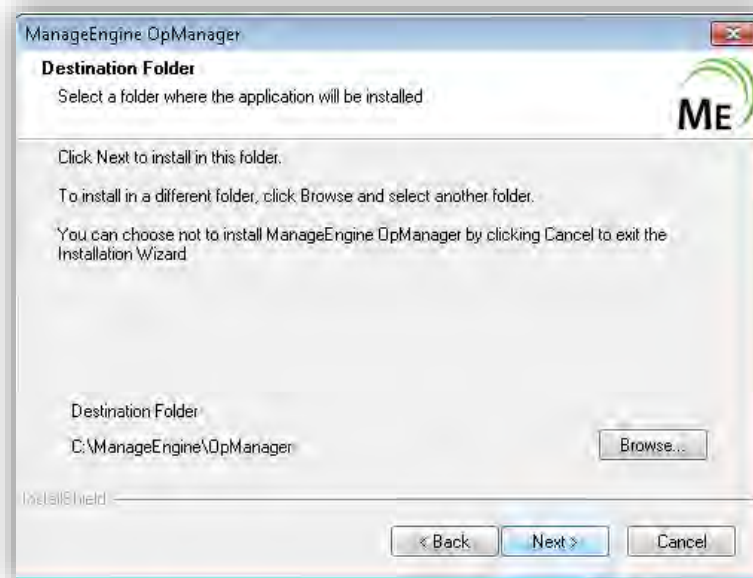 ManageEngine OpManager
Destination Folder
Select a folder where the application will be installed
ME
Click Next to install in this folder.
To install in a different folder, click Browse and select another folder.
You can choose not to install ManageEngine OpManager by clicking Cancel to exit the
Installation Wizard
Destination Folder
C:\ManageEngine\OpManager
Browse...
InstallShield
< Back
Next >
Cancel